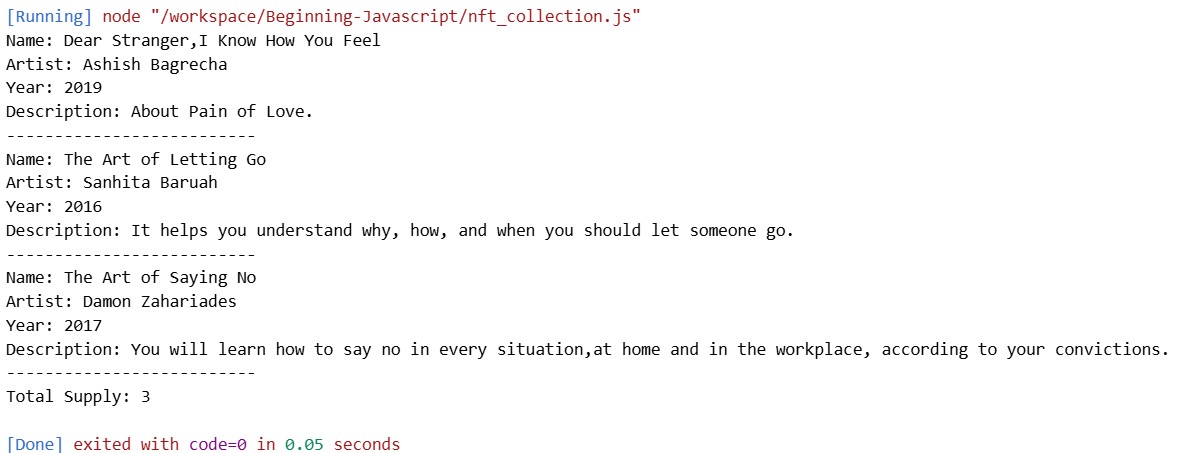 [Running] node "/workspace/Beginning-Javascript/nft_collection.js"
Name: Dear Stranger,I Know How You Feel
Artist: Ashish Bagrecha
Year: 2019
Description: About Pain of Love.
--------------------------
Name: The Art of Letting Go
Artist: Sanhita Baruah
Year: 2016
Description: It helps you understand why, how, and when you should let someone go.
--------------------------
Name: The Art of Saying No
Artist: Damon Zahariades
Year: 2017
Description: You will learn how to say no in every situation,at home and in the workplace, according to your convictions.
--------------------------
Total Supply: 3
[Done] exited with code=0 in 0.05 seconds